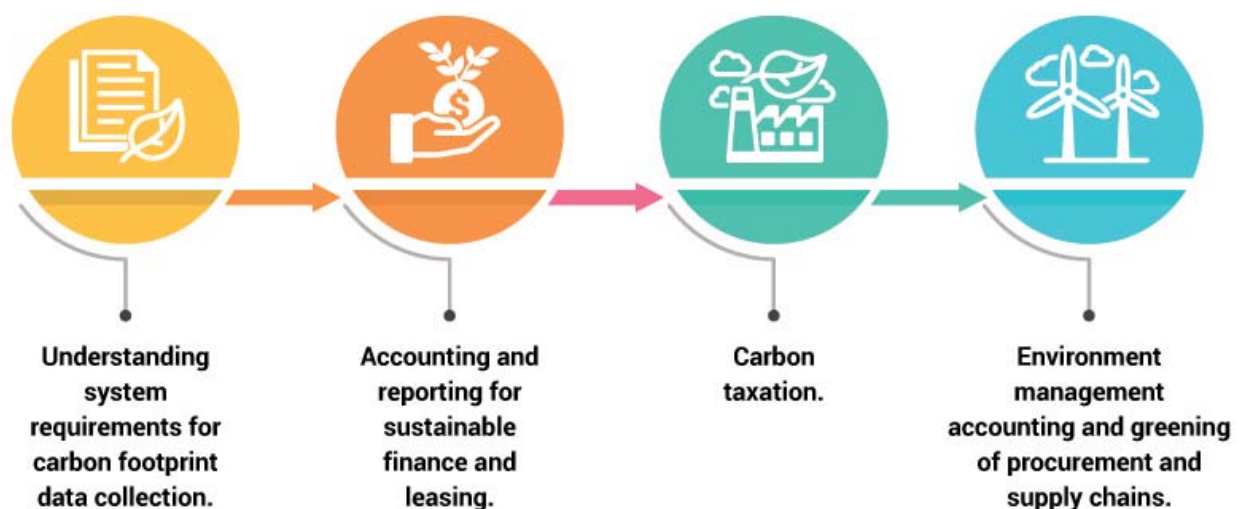 $
Understanding
system
requirements for
carbon footprint
data collection.
Accounting and
reporting for
sustainable
finance and
leasing.
Carbon
taxation.
Environment
management
accounting and greening
of procurement and
supply chains.